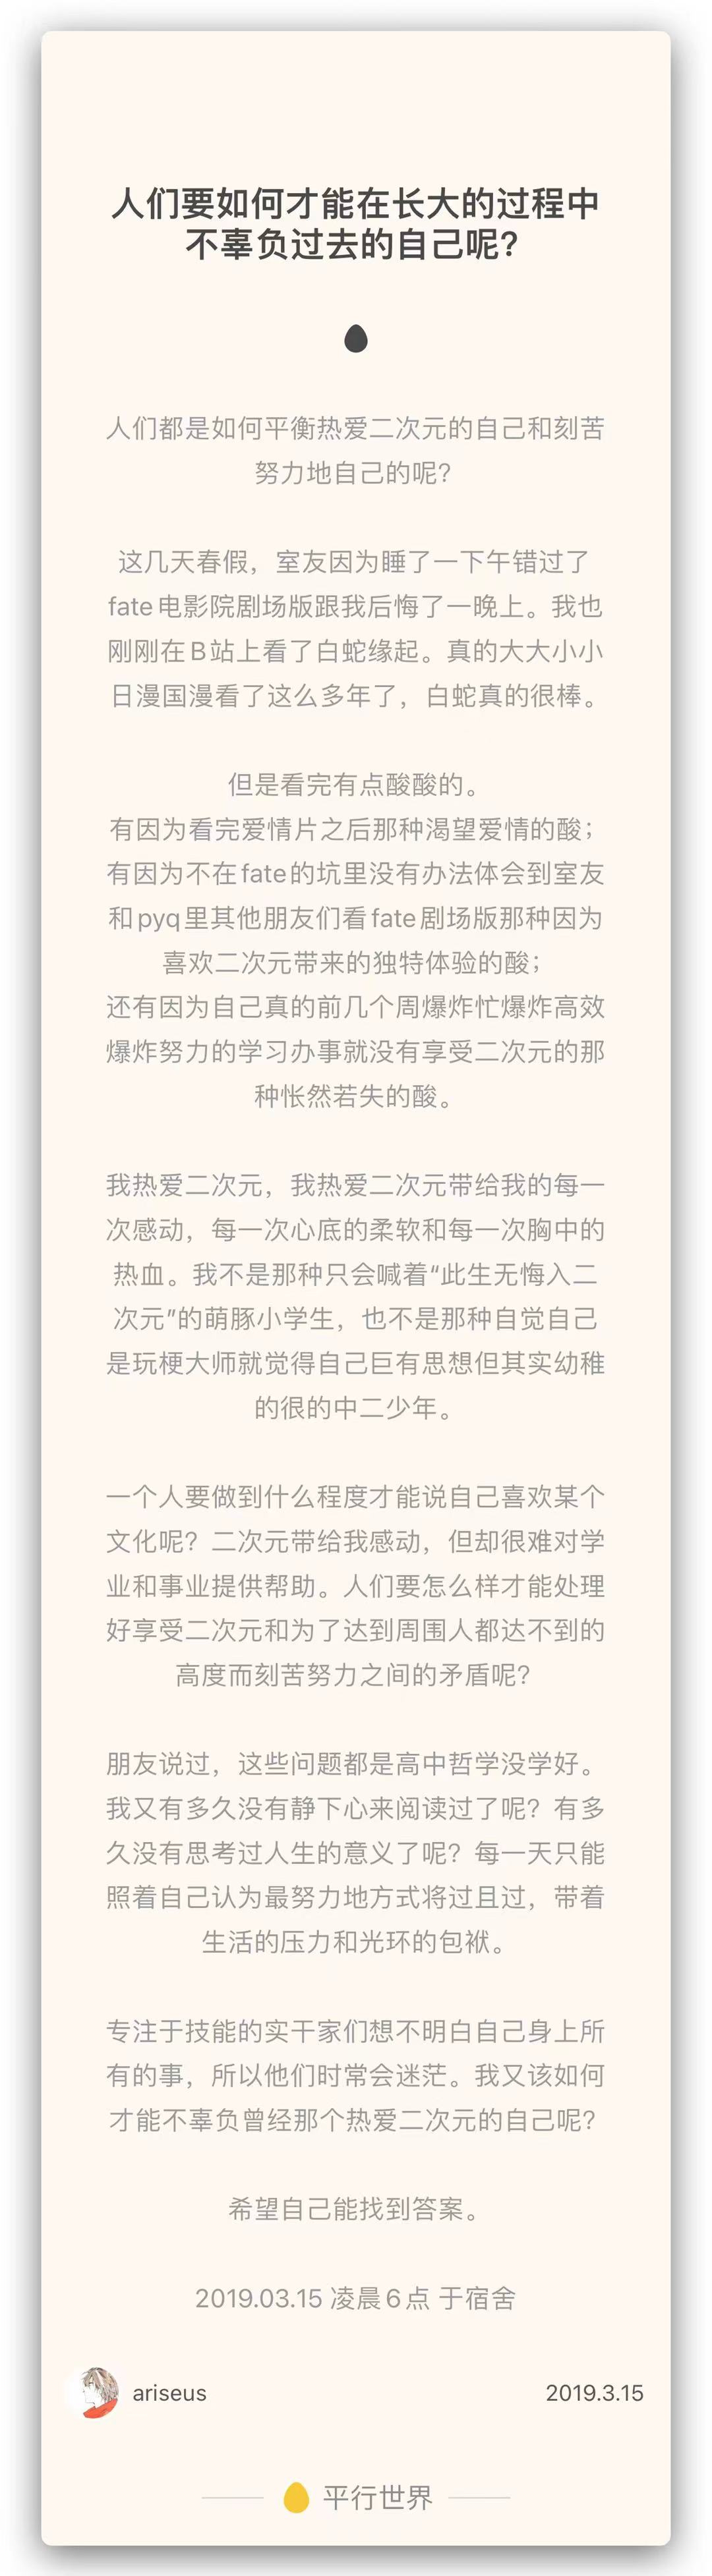 人们要如何才能在长大的过程中
不辜负过去的自己呢?
人们都是如何平衡热爱二次元的自己和刻苦
努力地自己的呢?
这几天春假，室友因为睡了一下午错过了
fate电影院剧场版跟我后悔了一晚上。我也
刚刚在B站上看了白蛇缘起。真的大大小小
日漫国漫看了这么多年了，白蛇真的很棒。
但是看完有点酸酸的。
有因为看完爱情片之后那种渴望爱情的酸；
有因为不在fate的坑里没有办法体会到室友
和pyq里其他朋友们看fate剧场版那种因为
喜欢二次元带来的独特体验的酸；
还有因为自己真的前几个周爆炸忙爆炸高效
爆炸努力的学习办事就没有享受二次元的那
种怅然若失的酸。
我热爱二次元，我热爱二次元带给我的每一
次感动，每一次心底的柔软和每一次胸中的
热血。我不是那种只会喊着“此生无悔入二
次元”的萌豚小学生，也不是那种自觉自己
是玩梗大师就觉得自己巨有思想但其实幼稚
的很的中二少年。
一个人要做到什么程度才能说自己喜欢某个
文化呢？二次元带给我感动，但却很难对学
业和事业提供帮助。人们要怎么样才能处理
好享受二次元和为了达到周围人都达不到的
高度而刻苦努力之间的矛盾呢?
朋友说过，这些问题都是高中哲学没学好。
我又有多久没有静下心来阅读过了呢？有多
久没有思考过人生的意义了呢？每一天只能
照着自己认为最努力地方式将过且过，带着
生活的压力和光环的包袱。
专注于技能的实干家们想不明白自己身上所
有的事，所以他们时常会迷茫。我又该如何
才能不辜负曾经那个热爱二次元的自己呢?
希望自己能找到答案。
2019.03.15 凌晨6点 于宿舍
ariseus 2019.3.15
平行世界